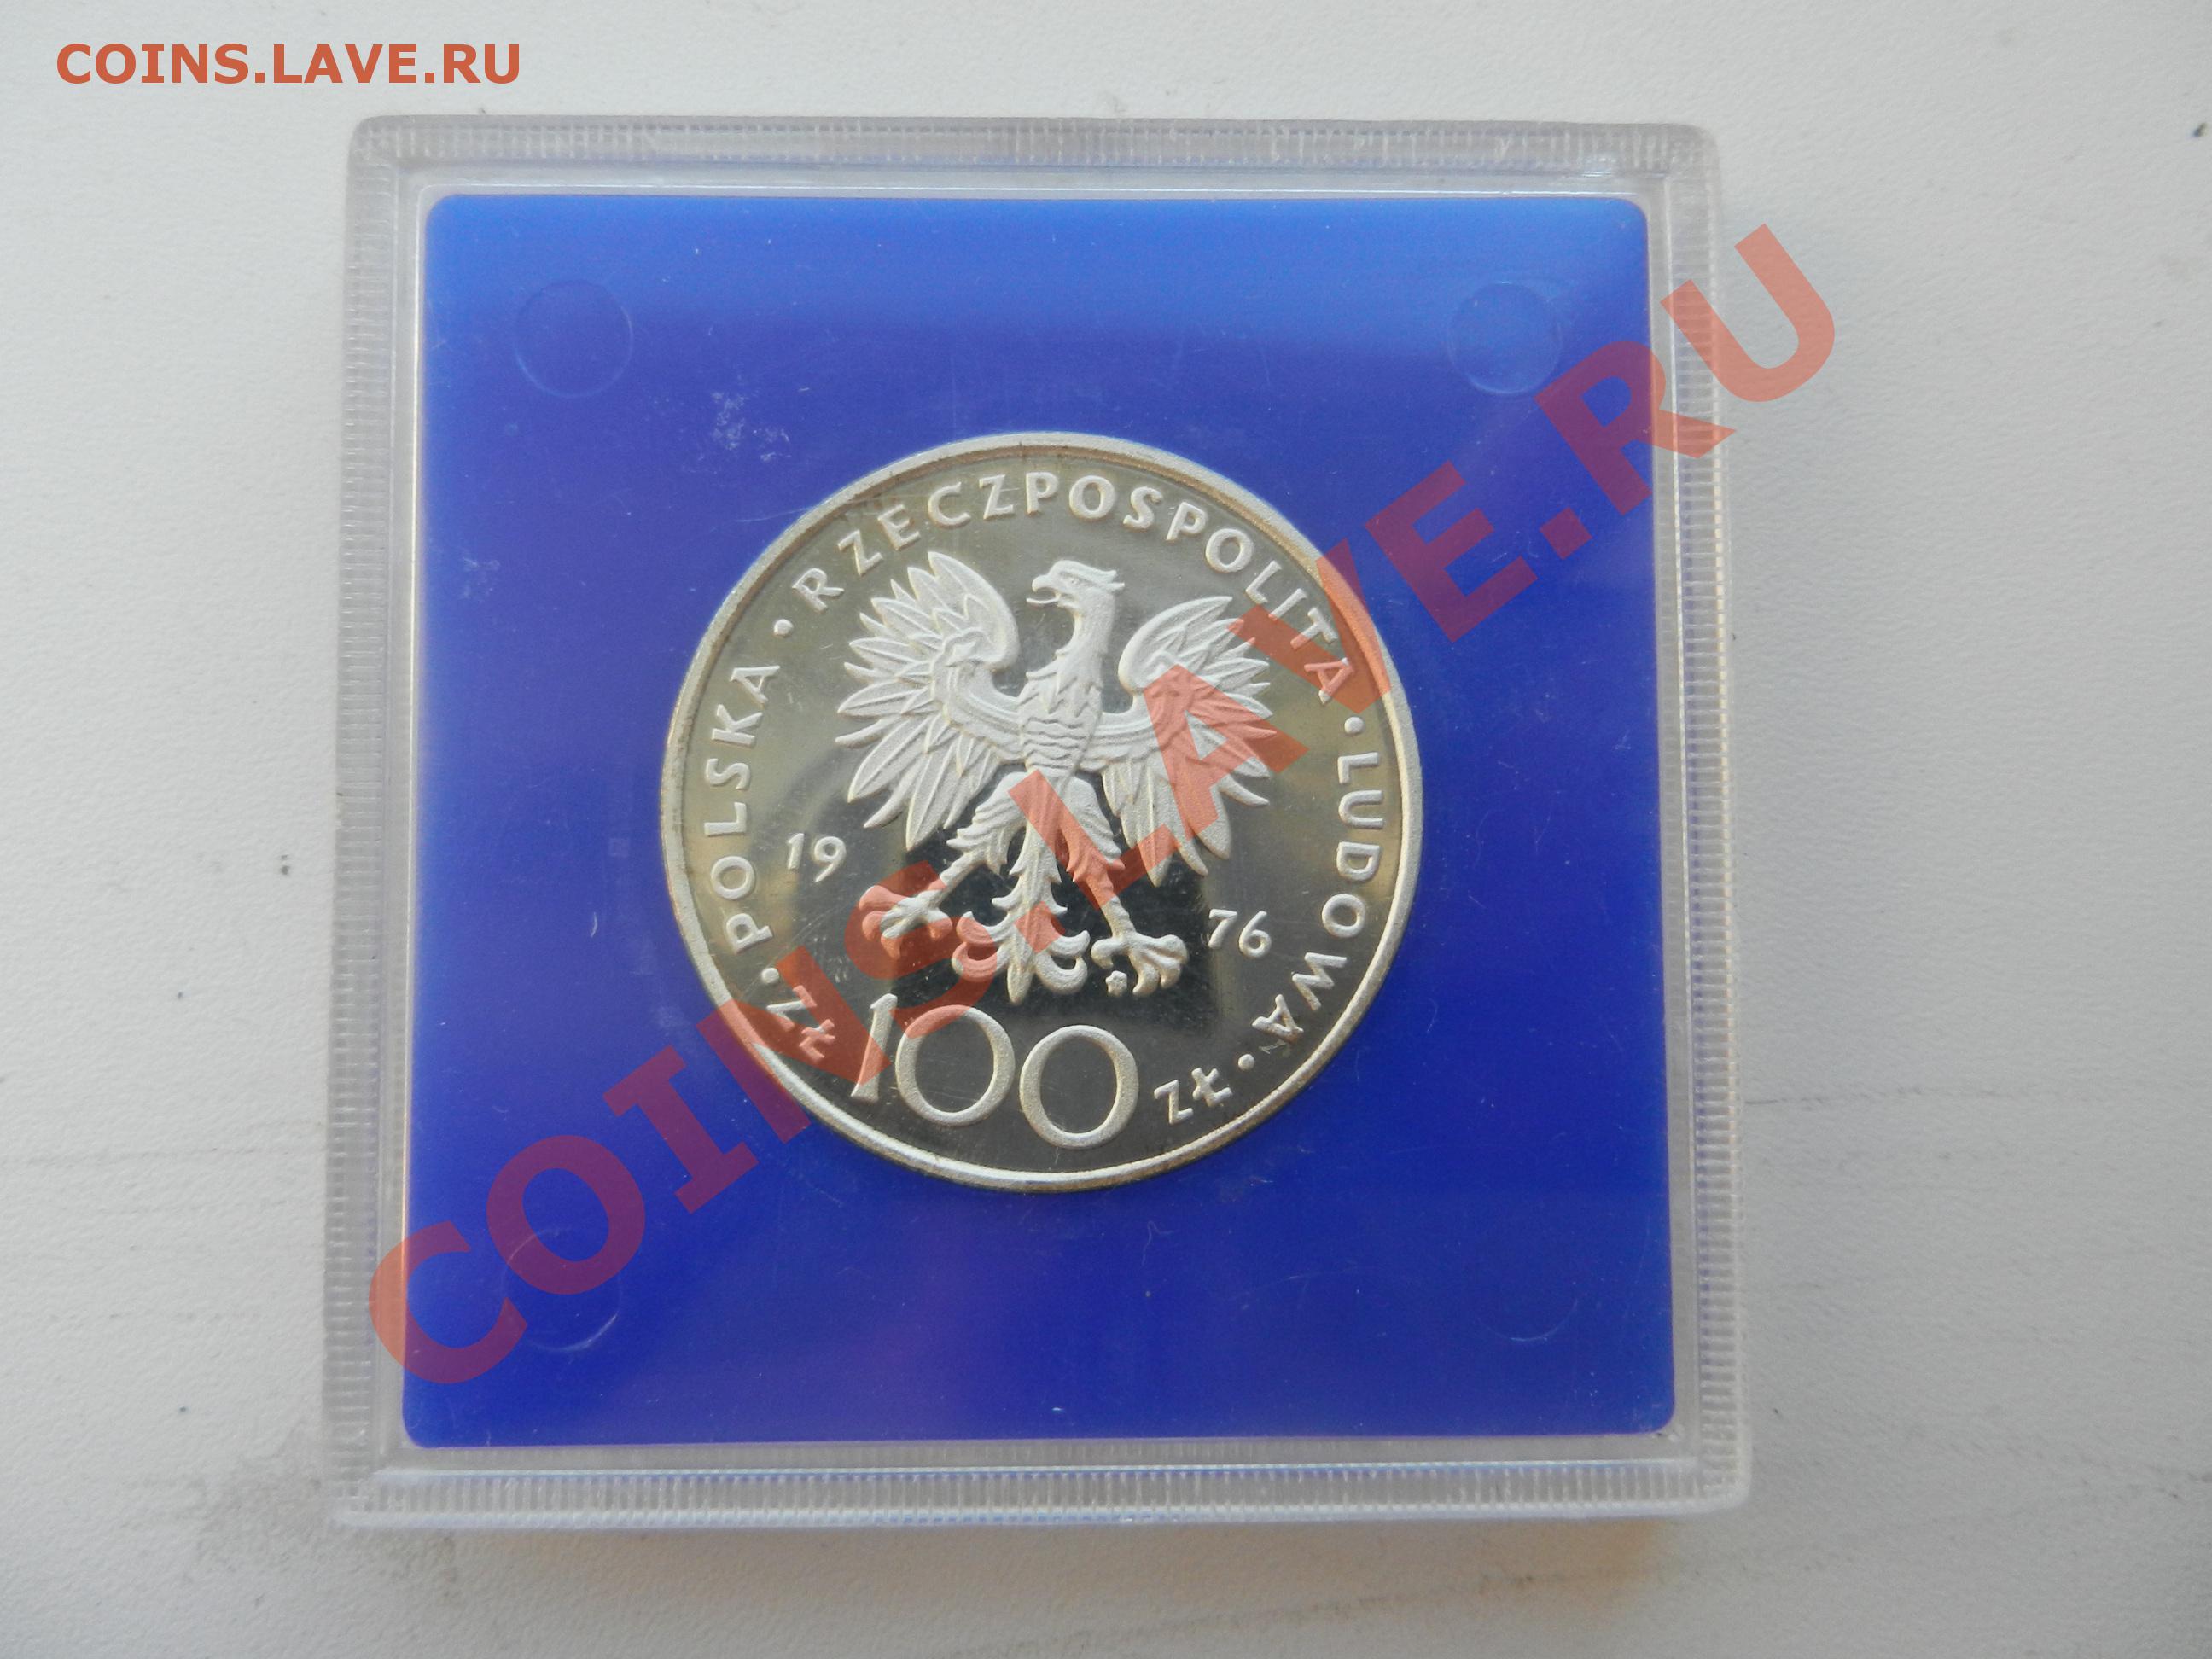 COINS.LAVE.RU
ZŁ·POLSKA·RZECZPOSPOLITA·LUDOWA·ZŁ
19 76
100
COINS.LAVE.RU